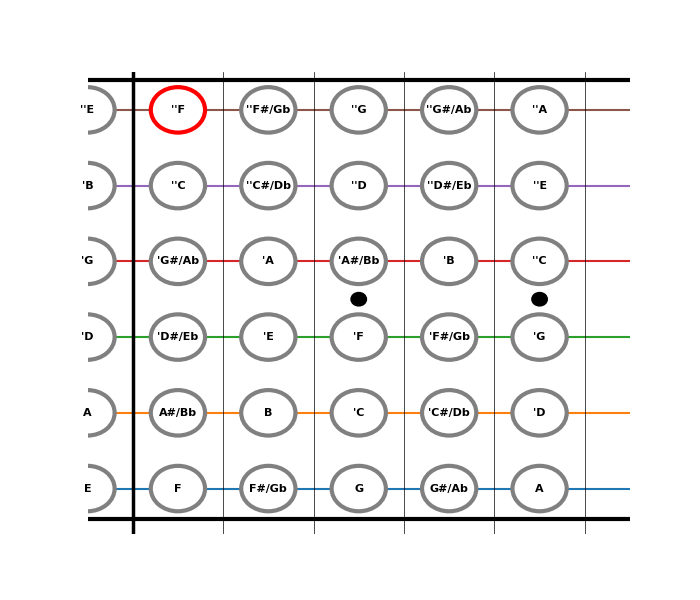 ''E ''F ''F#/Gb ''G ''G#/Ab ''A
'B ''C ''C#/Db ''D ''D#/Eb ''E
'G 'G#/Ab 'A 'A#/Bb 'B ''C
'D 'D#/Eb 'E 'F 'F#/Gb 'G
A A#/Bb B 'C 'C#/Db 'D
E F F#/Gb G G#/Ab A